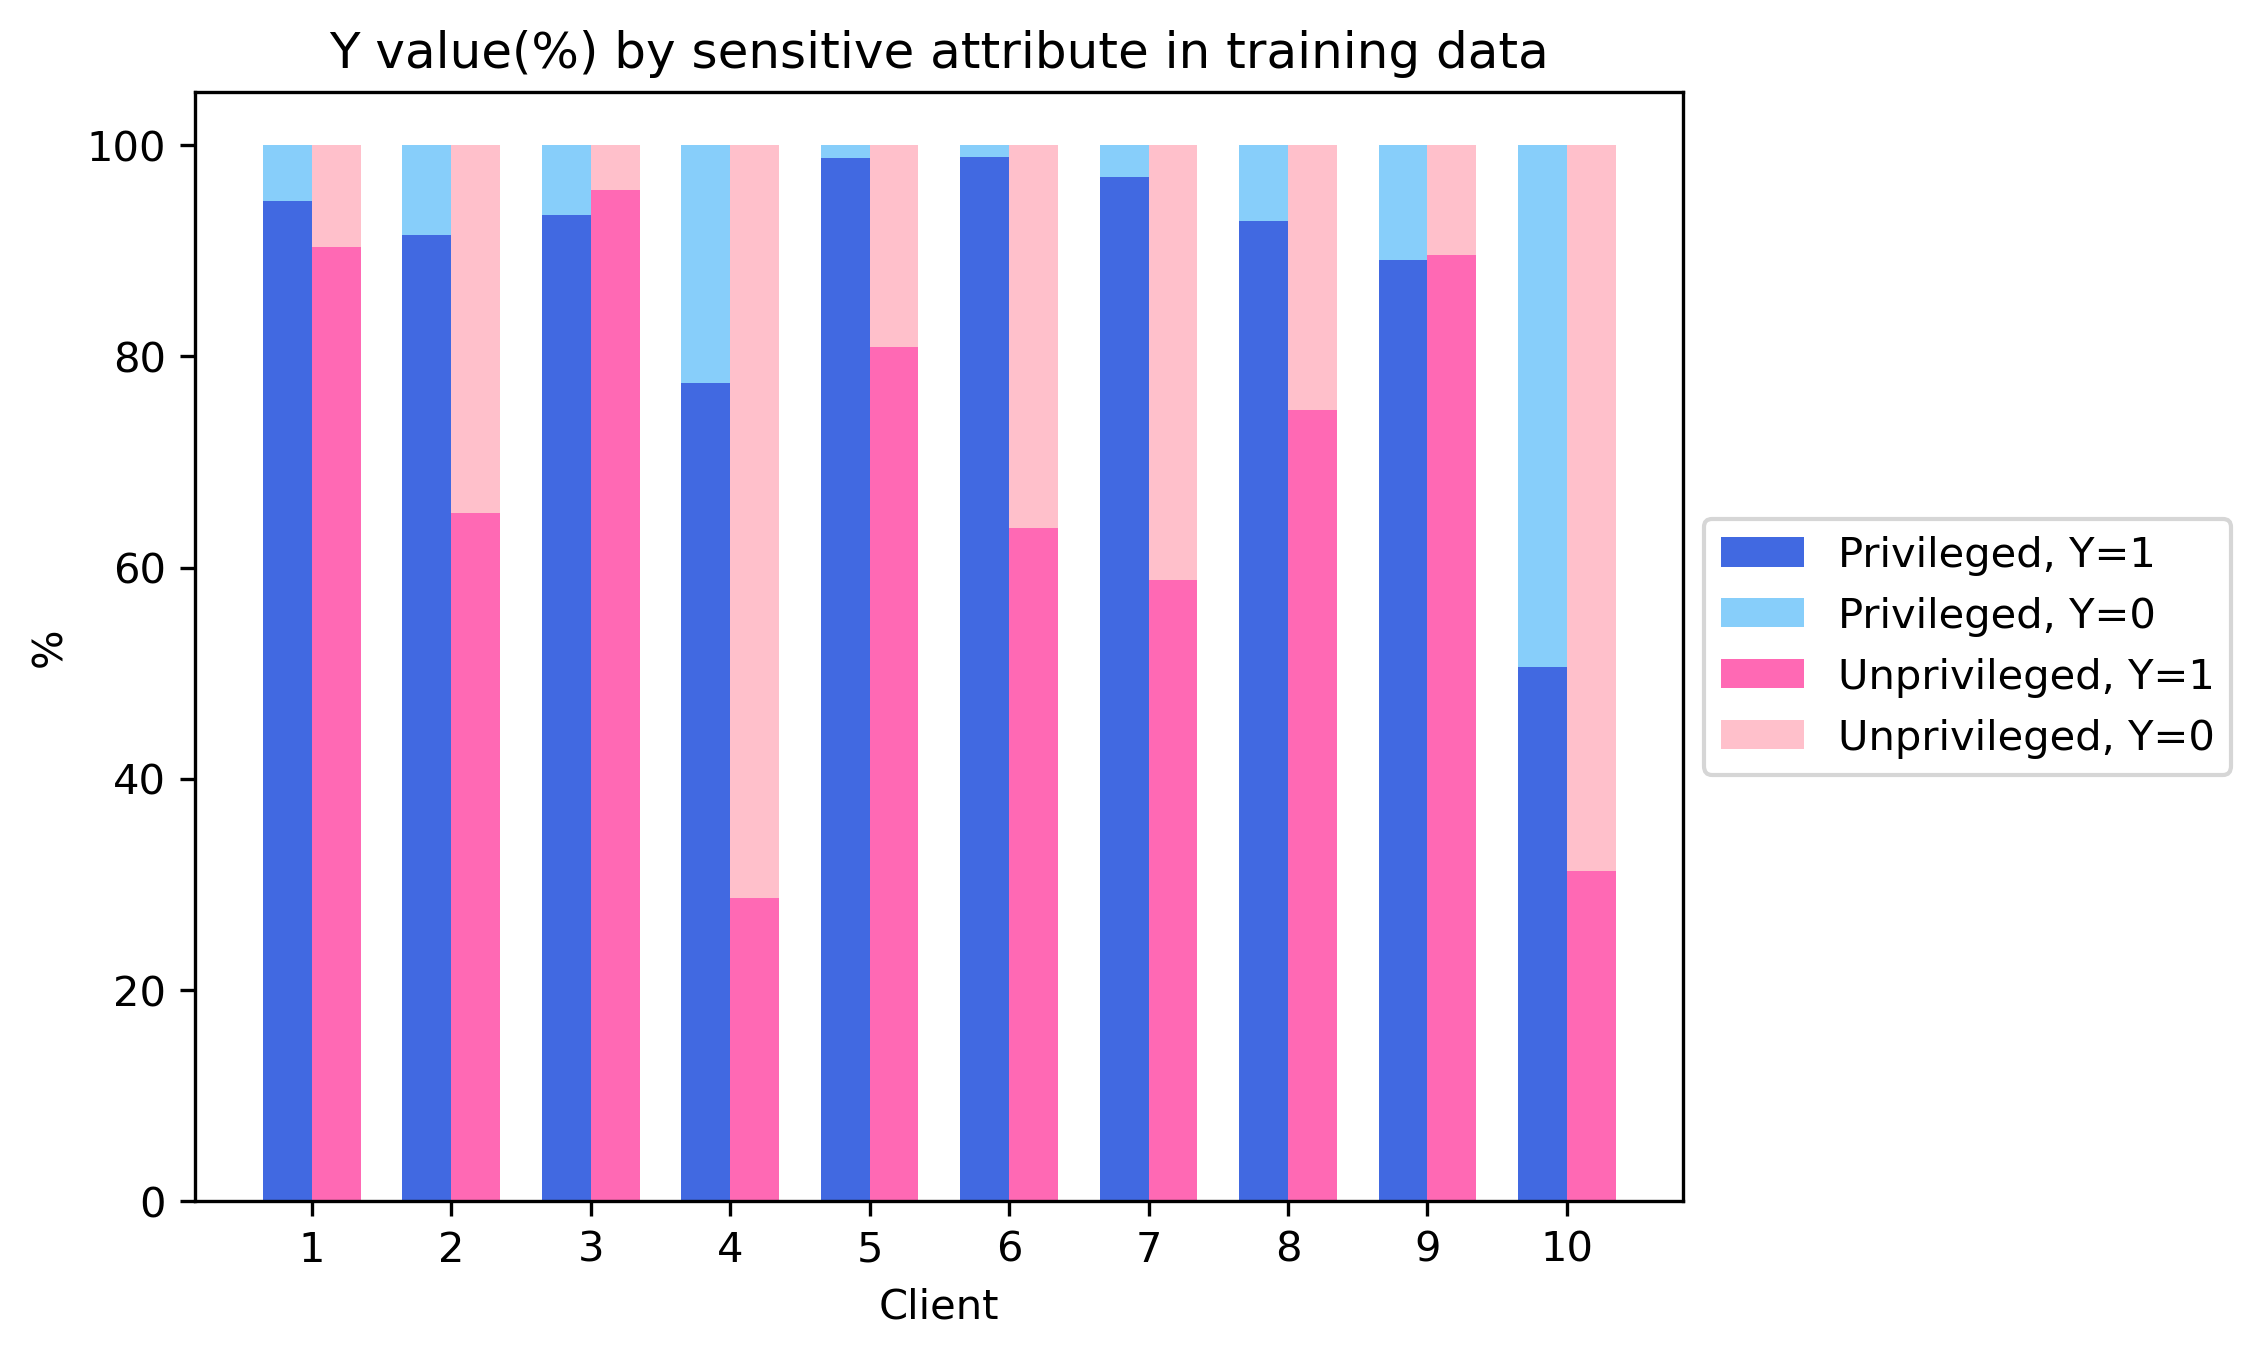 Y value(%) by sensitive attribute in training data
100
80
60
40
20
0
%
1 2 3 4 5 6 7 8 9 10
Client
Privileged, Y=1
Privileged, Y=0
Unprivileged, Y=1
Unprivileged, Y=0